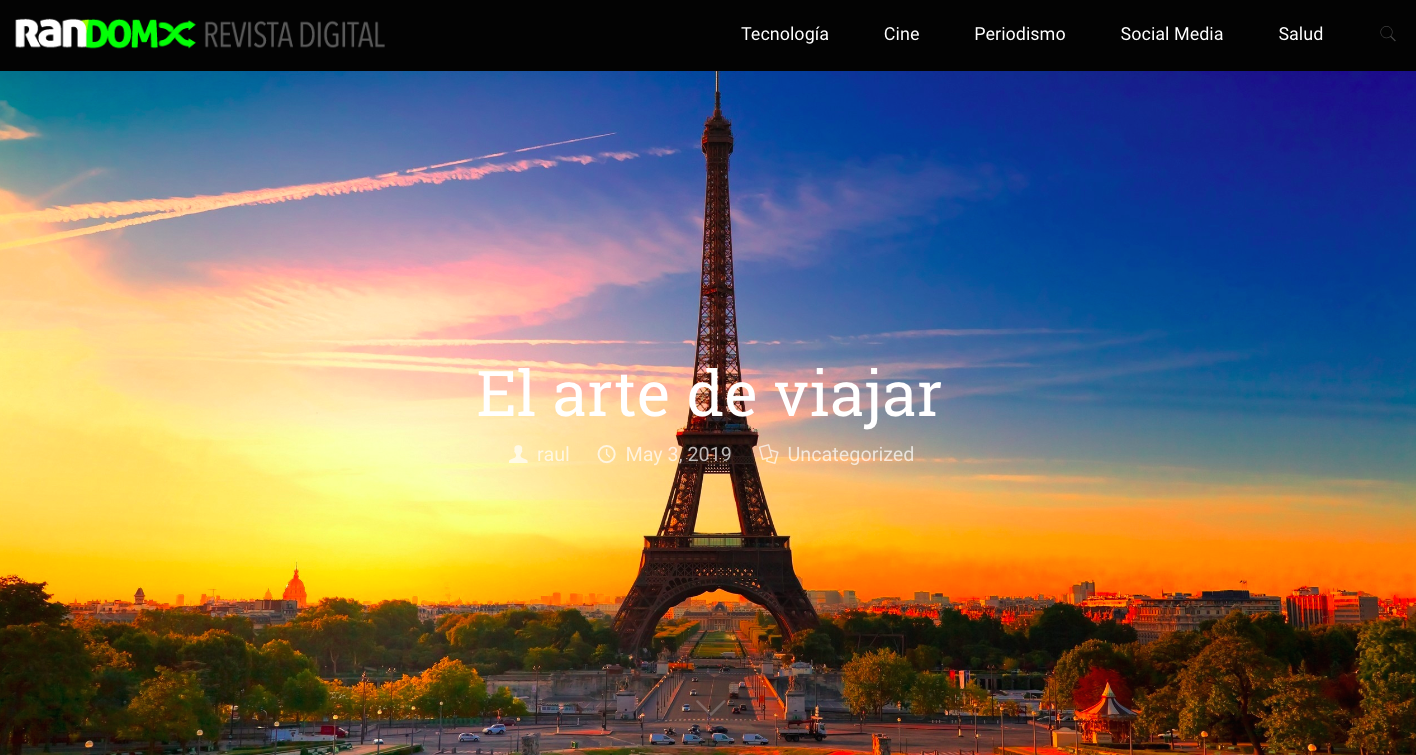 RanDOMX REVISTA DIGITAL
Tecnología Cine Periodismo Social Media Salud
El arte de viajar
raul May 3, 2019 Uncategorized